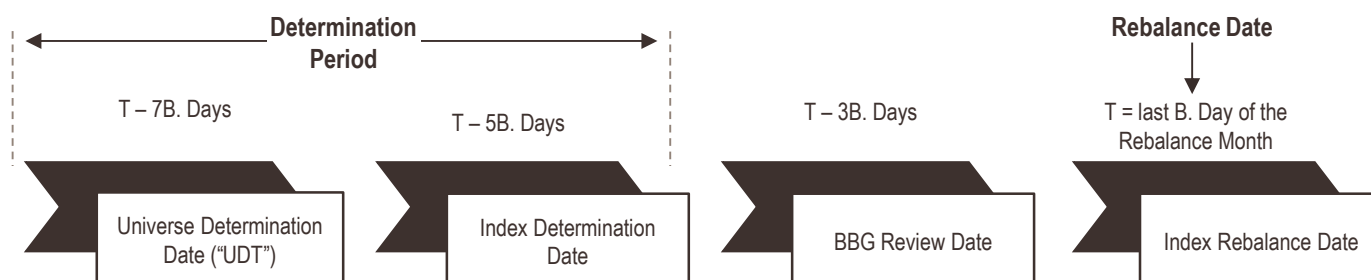 Determination
Period
Rebalance Date
T – 7B. Days
T – 5B. Days
T – 3B. Days
T = last B. Day of the
Rebalance Month
Universe Determination
Date (“UDT”)
Index Determination
Date
BBG Review Date
Index Rebalance Date